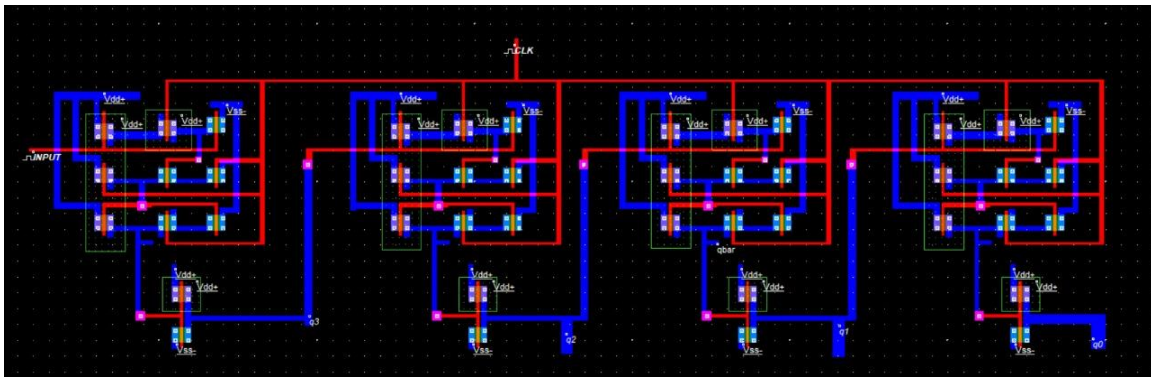 CLK
Vdd+ Vdd+ Vdd+ Vdd+
Vdd+ Vss- Vdd+ Vss- Vdd+ Vss- Vdd+ Vss-
Vdd+ Vdd+ Vdd+ Vdd+
INPUT
qbar
Vdd+ Vdd+ Vdd+ Vdd+
Vdd+ Vdd+ Vdd+ Vdd+
q3
q2 q1 q0
Vss- Vss- Vss- Vss-